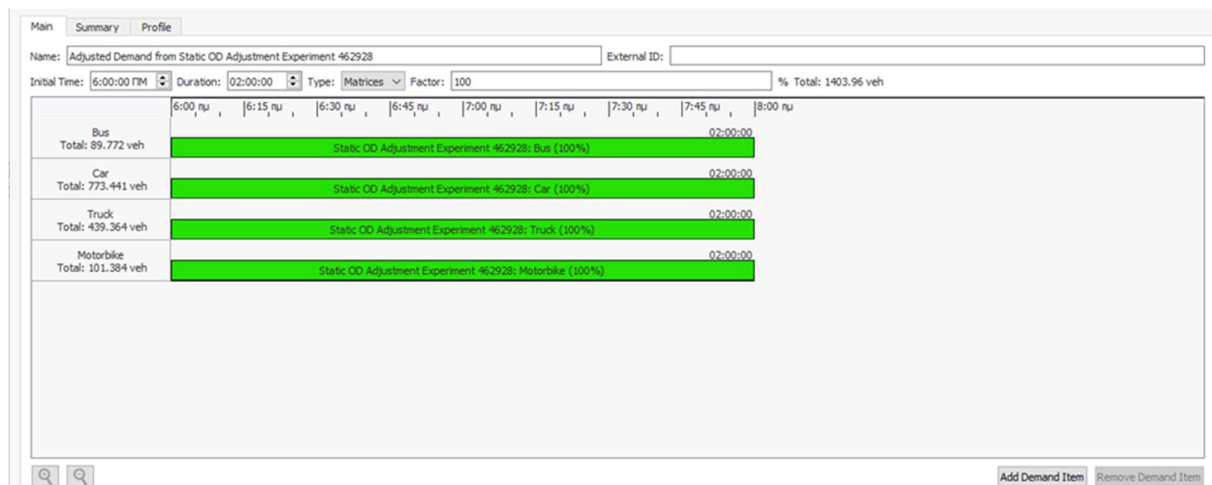 Main Summary Profile
Name: Adjusted Demand from Static OD Adjustment Experiment 462928 External ID:
Initial Time: 6:00:00 ΠΜ Duration: 02:00:00 Type: Matrices Factor: 100 % Total: 1403.96 veh
6:00 πμ 6:15 πμ 6:30 πμ 6:45 πμ 7:00 πμ 7:15 πμ 7:30 πμ 7:45 πμ 8:00 πμ
Bus 02:00:00
Total: 89.772 veh Static OD Adjustment Experiment 462928: Bus (100%)
Car 02:00:00
Total: 773.441 veh Static OD Adjustment Experiment 462928: Car (100%)
Truck 02:00:00
Total: 439.364 veh Static OD Adjustment Experiment 462928: Truck (100%)
Motorbike 02:00:00
Total: 101.384 veh Static OD Adjustment Experiment 462928: Motorbike (100%)
Add Demand Item Remove Demand Item